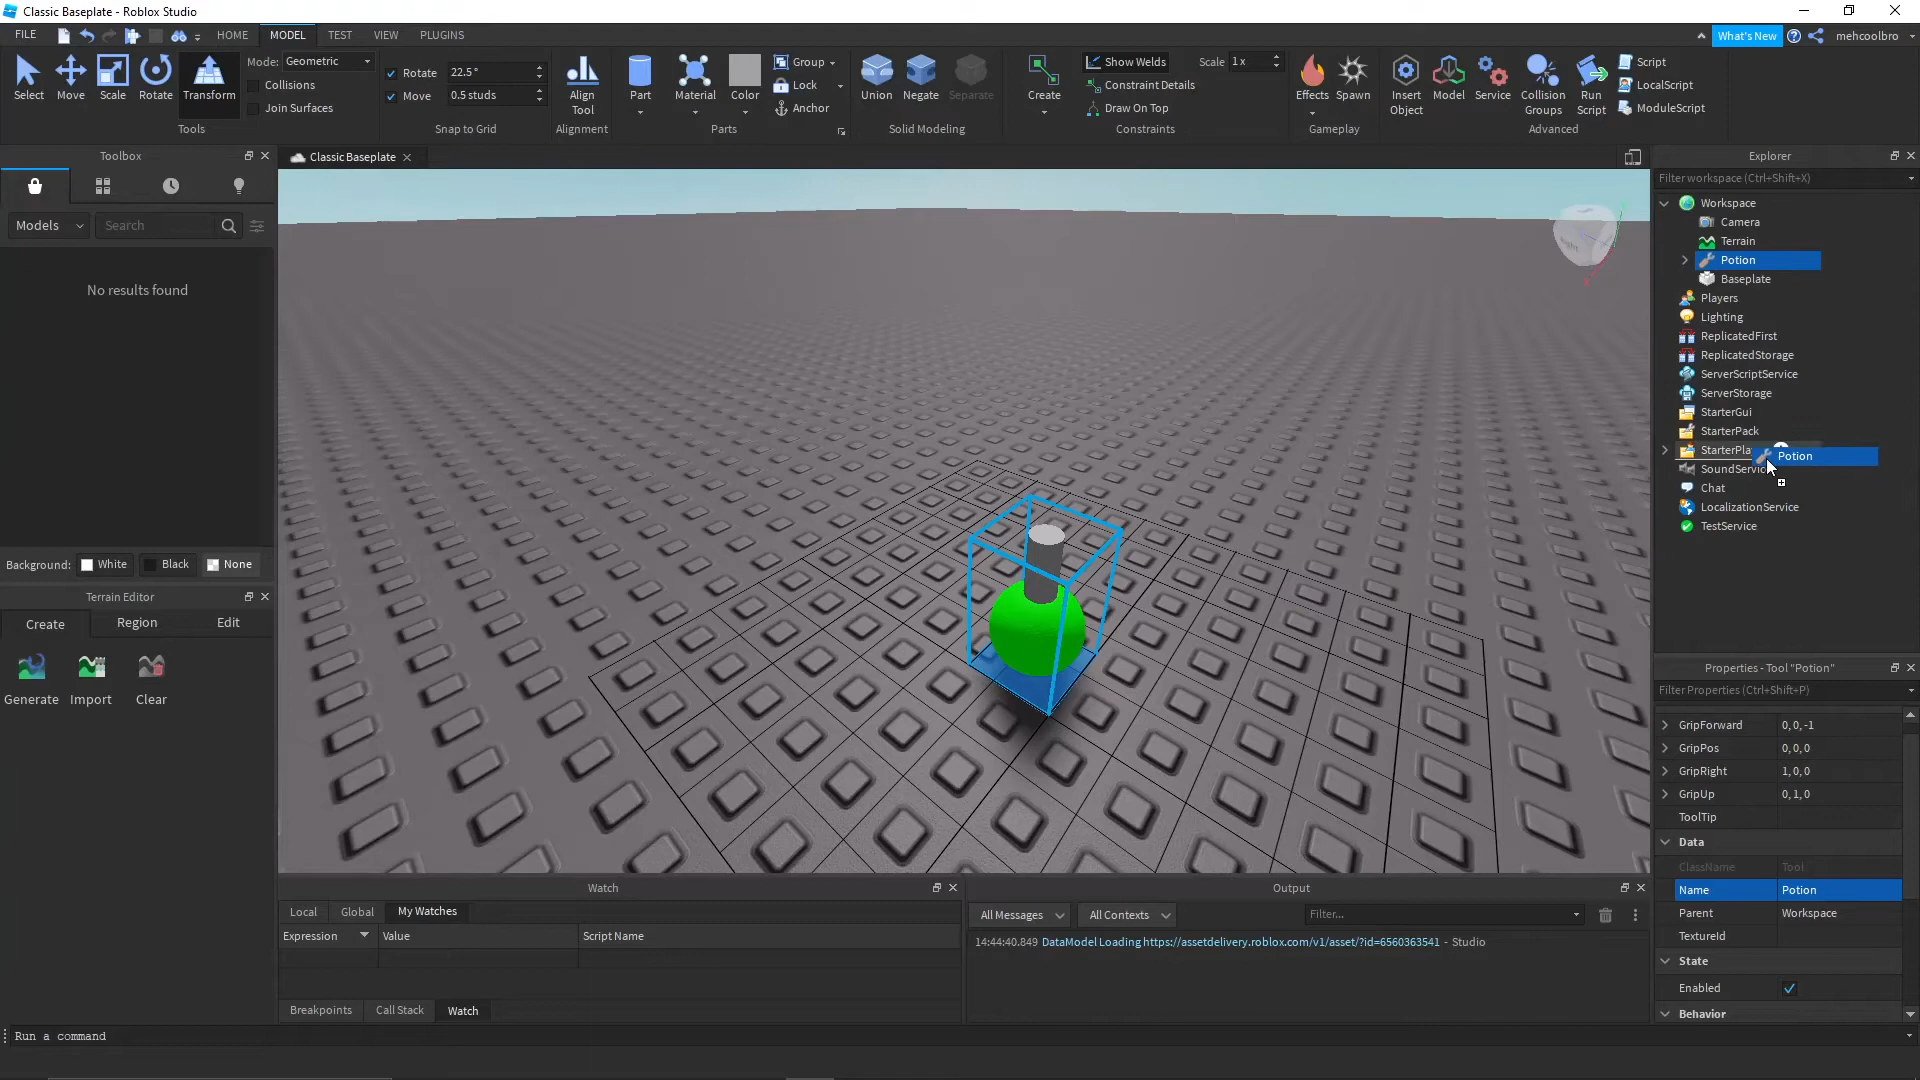 Classic Baseplate - Roblox Studio
FILE HOME MODEL TEST VIEW PLUGINS What's New mehcoolbro
Select Move Scale Rotate Transform
Tools
Mode: Geometric
Collisions
Join Surfaces
Rotate 22.5 °
Move 0.5 studs
Snap to Grid
Align Tool
Alignment
Part Material Color
Group
Lock
Anchor
Parts
Union Negate Separate
Solid Modeling
Create
Show Welds Scale 1 x
Constraint Details
Draw On Top
Constraints
Effects Spawn
Gameplay
Insert Object Model Service Collision Groups Run Script
Script
LocalScript
ModuleScript
Advanced
Toolbox
Models Search
No results found
Background: White Black None
Terrain Editor
Create Region Edit
Generate Import Clear
Classic Baseplate
Right
Explorer
Filter workspace (Ctrl+Shift+X)
Workspace
Camera
Terrain
Potion
Baseplate
Players
Lighting
ReplicatedFirst
ReplicatedStorage
ServerScriptService
ServerStorage
StarterGui
StarterPack
StarterPla
Potion
SoundServic
Chat
LocalizationService
TestService
Properties - Tool "Potion"
Filter Properties (Ctrl+Shift+P)
GripForward 0, 0, -1
GripPos 0, 0, 0
GripRight 1, 0, 0
GripUp 0, 1, 0
ToolTip
Data
ClassName Tool
Name Potion
Parent Workspace
TextureId
State
Enabled
Behavior
Watch
Local Global My Watches
Expression Value Script Name
Breakpoints Call Stack Watch
Output
All Messages All Contexts Filter...
14:44:40.849 DataModel Loading https://assetdelivery.roblox.com/v1/asset/?id=6560363541 - Studio
Run a command